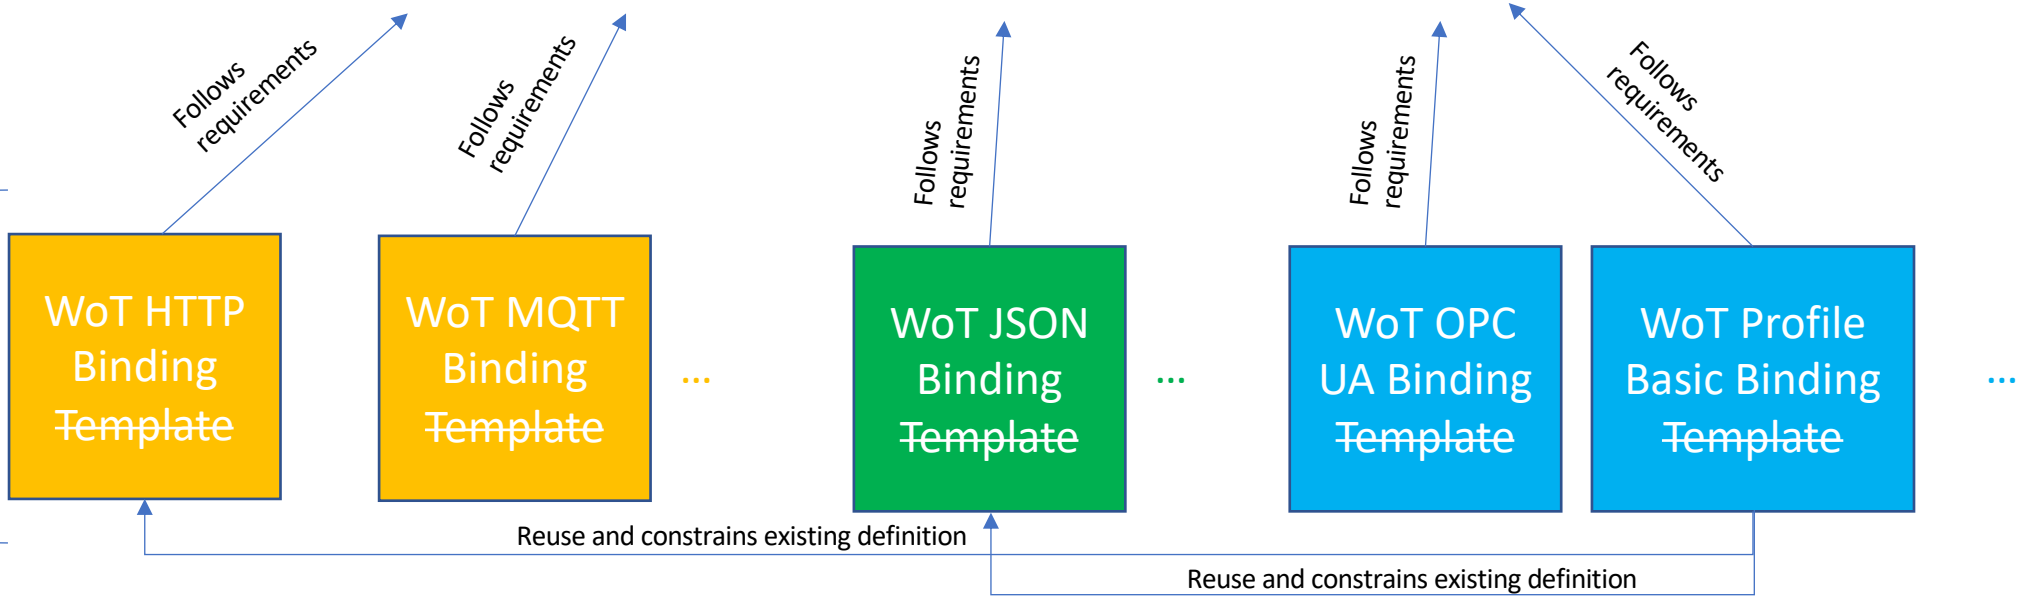 Follows
requirements
Follows
requirements
Follows
requirements
Follows
requirements
Follows
requirements
WoT HTTP
Binding
Template
WoT MQTT
Binding
Template
...
WoT JSON
Binding
Template
...
WoT OPC
UA Binding
Template
WoT Profile
Basic Binding
Template
...
Reuse and constrains existing definition
Reuse and constrains existing definition